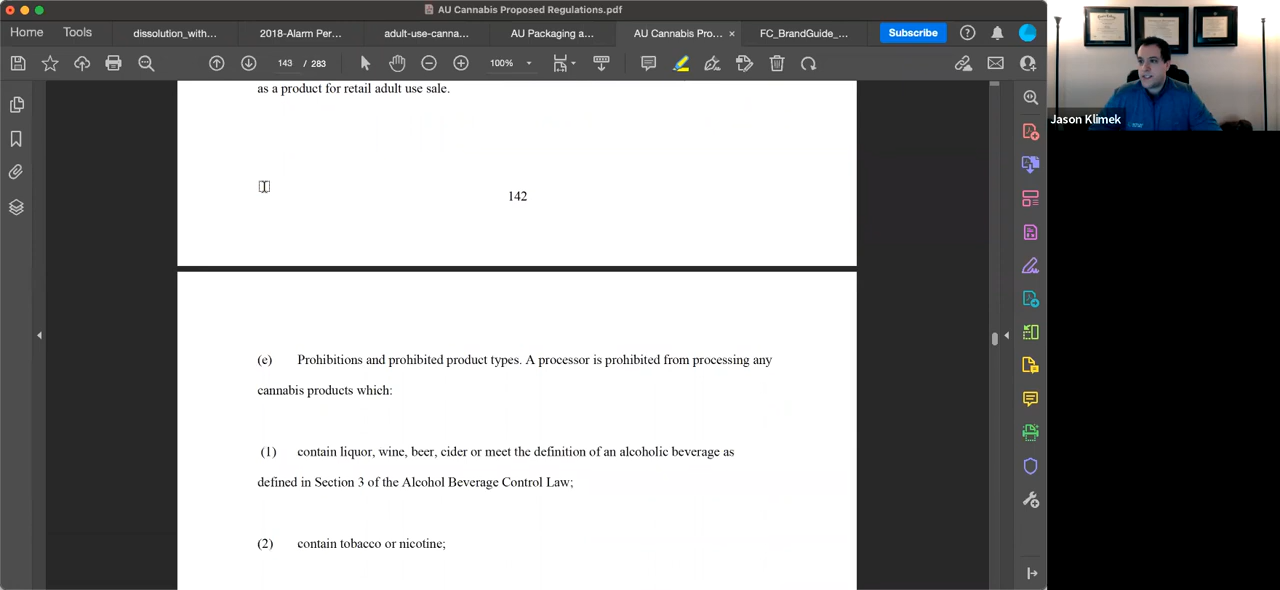 AU Cannabis Proposed Regulations.pdf
Home
Tools
dissolution_with...
2018-Alarm Per...
adult-use-canna...
AU Packaging a...
AU Cannabis Pro... ×
FC_BrandGuide_...
Subscribe
143 / 283
100%
Jason Klimek
as a product for retail adult use sale.
142
(e) Prohibitions and prohibited product types. A processor is prohibited from processing any
cannabis products which:
(1) contain liquor, wine, beer, cider or meet the definition of an alcoholic beverage as
defined in Section 3 of the Alcohol Beverage Control Law;
(2) contain tobacco or nicotine;